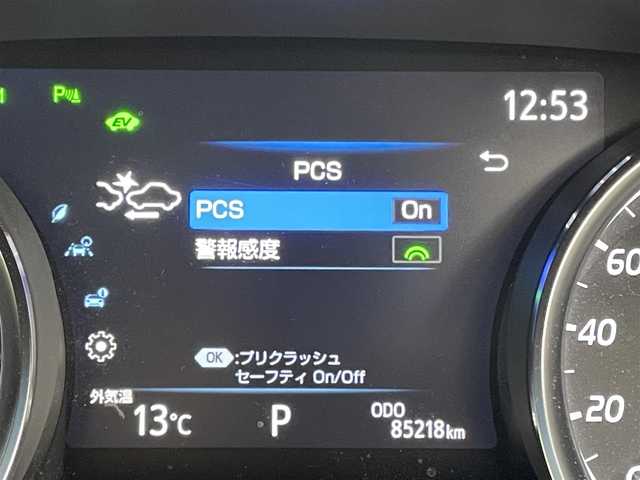 12:53
P
EV
PCS
PCS On
警報感度
OK :プリクラッシュ
セーフティ On/Off
外気温
13℃ P ODO
85218km
60
40
20